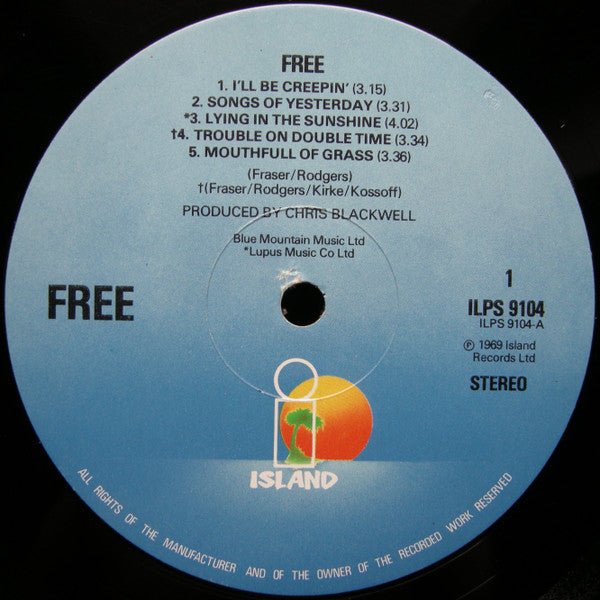 FREE
1. I'LL BE CREEPIN' (3.15)
2. SONGS OF YESTERDAY (3.31)
*3. LYING IN THE SUNSHINE (4.02)
†4. TROUBLE ON DOUBLE TIME (3.34)
5. MOUTHFULL OF GRASS (3.36)
(Fraser/Rodgers)
†(Fraser/Rodgers/Kirke/Kossoff)
PRODUCED BY CHRIS BLACKWELL
Blue Mountain Music Ltd
*Lupus Music Co Ltd
FREE
1
ILPS 9104
ILPS 9104-A
℗ 1969 Island
Records Ltd
STEREO
i
ISLAND
ALL RIGHTS OF THE MANUFACTURER AND OF THE OWNER OF THE RECORDED WORK RESERVED